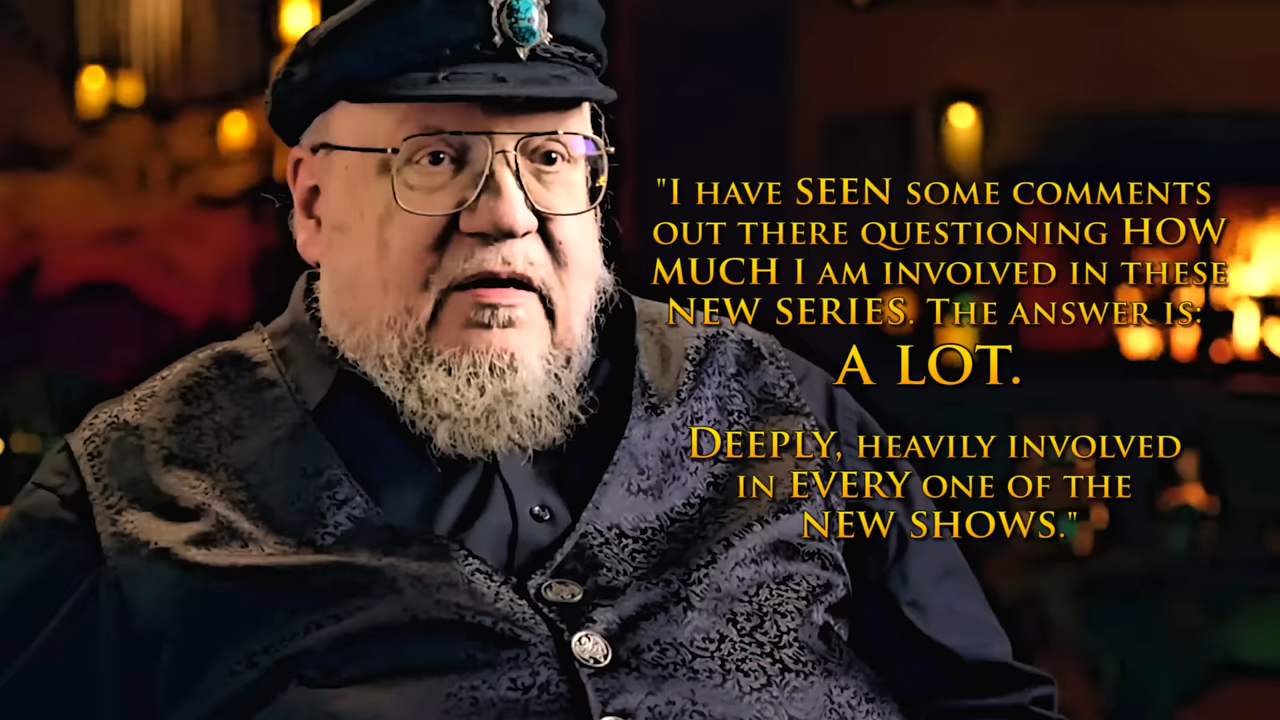 "I HAVE SEEN SOME COMMENTS
OUT THERE QUESTIONING HOW
MUCH I AM INVOLVED IN THESE
NEW SERIES. THE ANSWER IS:
A LOT.
DEEPLY, HEAVILY INVOLVED
IN EVERY ONE OF THE
NEW SHOWS."